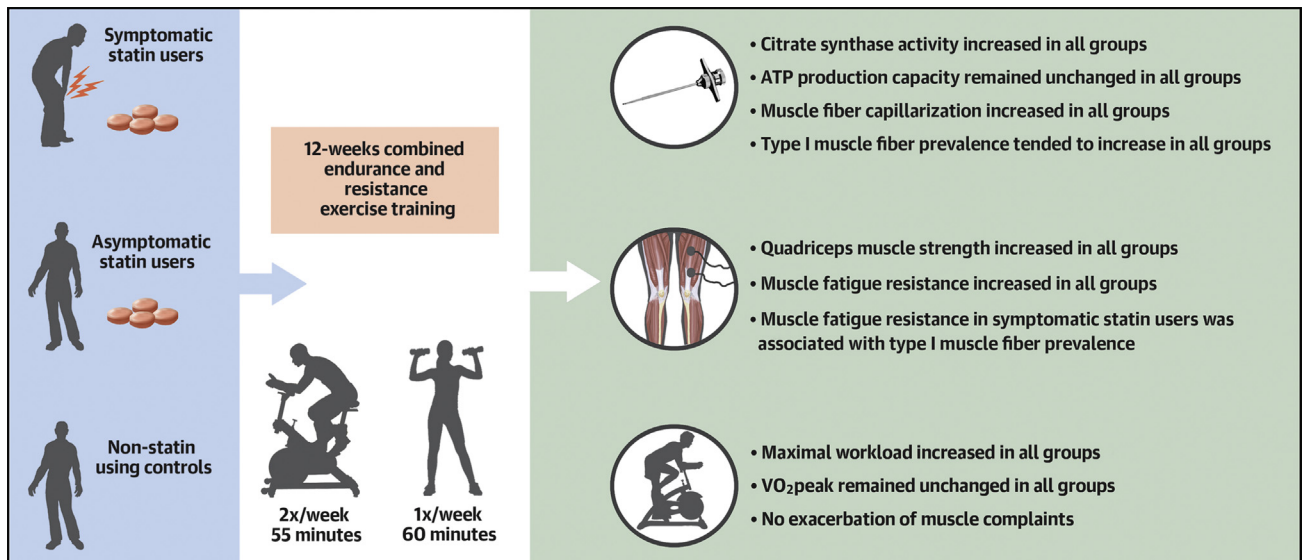 Symptomatic
statin users
Asymptomatic
statin users
Non-statin
using controls
12-weeks combined
endurance and
resistance
exercise training
2x/week
55 minutes
1x/week
60 minutes
• Citrate synthase activity increased in all groups
• ATP production capacity remained unchanged in all groups
• Muscle fiber capillarization increased in all groups
• Type I muscle fiber prevalence tended to increase in all groups
• Quadriceps muscle strength increased in all groups
• Muscle fatigue resistance increased in all groups
• Muscle fatigue resistance in symptomatic statin users was
associated with type I muscle fiber prevalence
• Maximal workload increased in all groups
• VO₂peak remained unchanged in all groups
• No exacerbation of muscle complaints